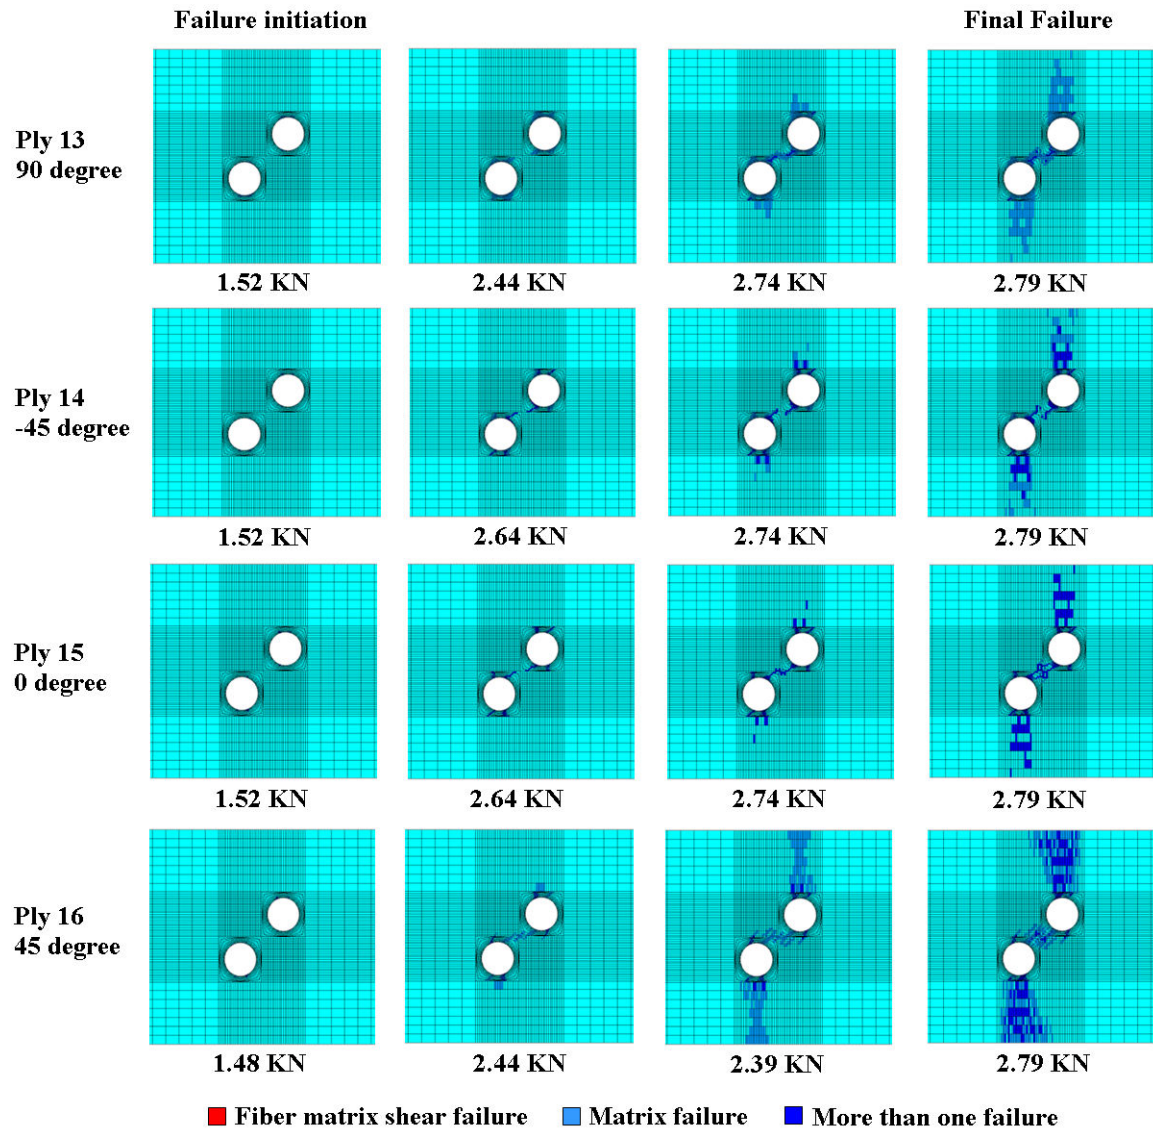 Failure initiation
Final Failure
Ply 13
90 degree
1.52 KN
2.44 KN
2.74 KN
2.79 KN
Ply 14
-45 degree
1.52 KN
2.64 KN
2.74 KN
2.79 KN
Ply 15
0 degree
1.52 KN
2.64 KN
2.74 KN
2.79 KN
Ply 16
45 degree
1.48 KN
2.44 KN
2.39 KN
2.79 KN
Fiber matrix shear failure
Matrix failure
More than one failure